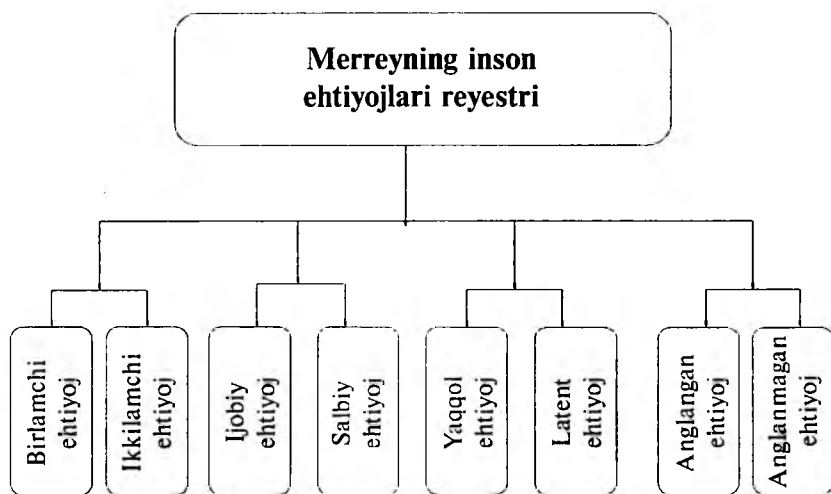 Merreyning inson
ehtiyojlari reyestri
Birlamchi
ehtiyoj
Ikkilamchi
ehtiyoj
Ijobiy
ehtiyoj
Salbiy
ehtiyoj
Yaqqol
ehtiyoj
Latent
ehtiyoj
Anglangan
ehtiyoj
Anglanmagan
ehtiyoj